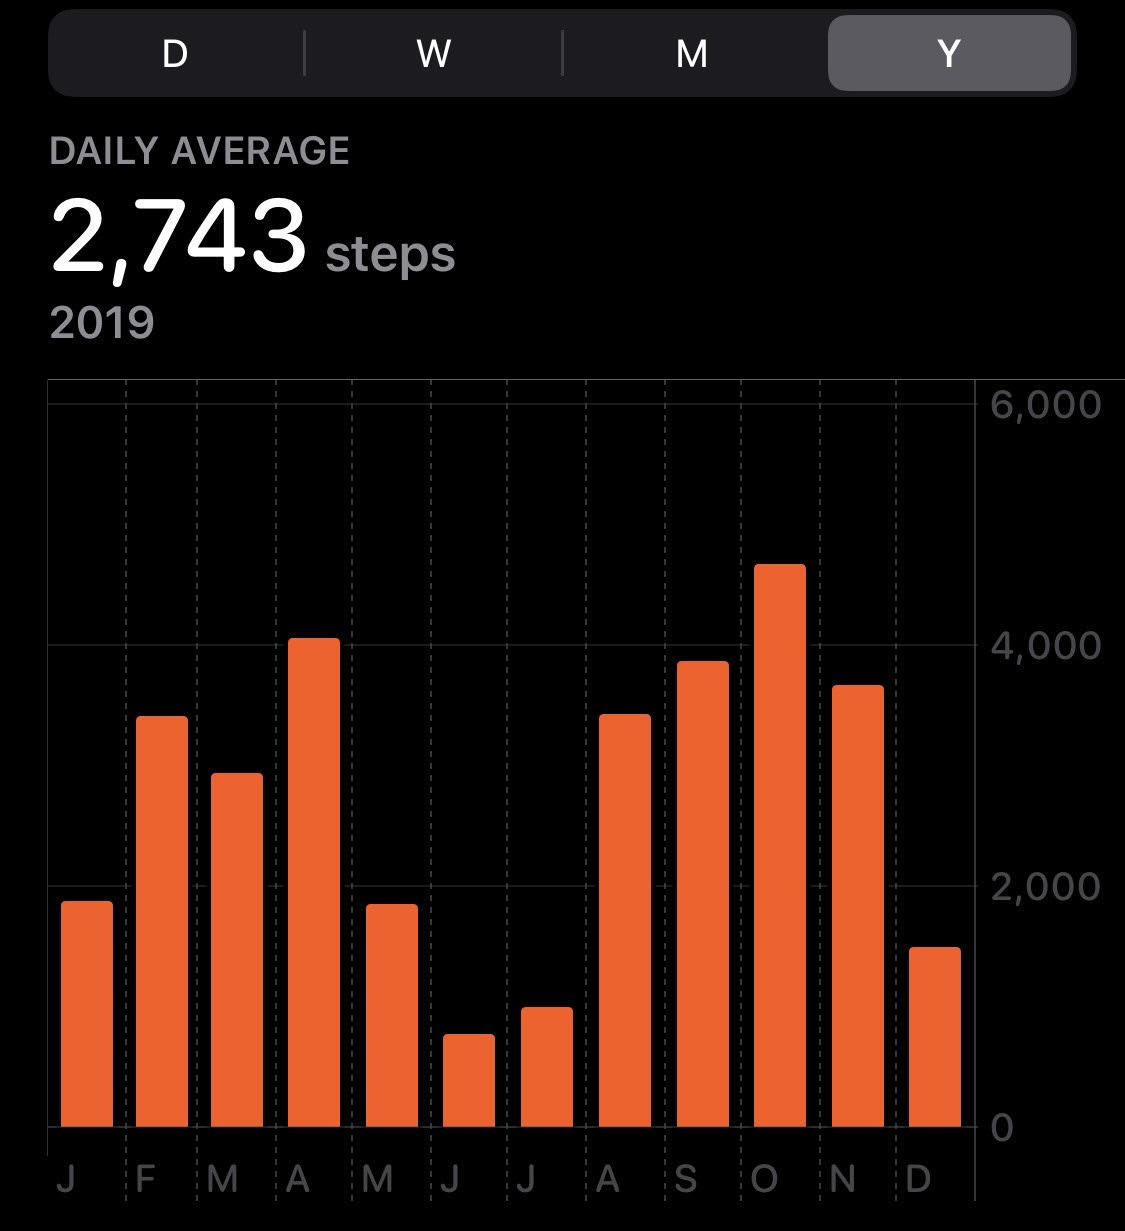 D W M Y
DAILY AVERAGE
2,743 steps
2019
6,000
4,000
2,000
0
J F M A M J J A S O N D